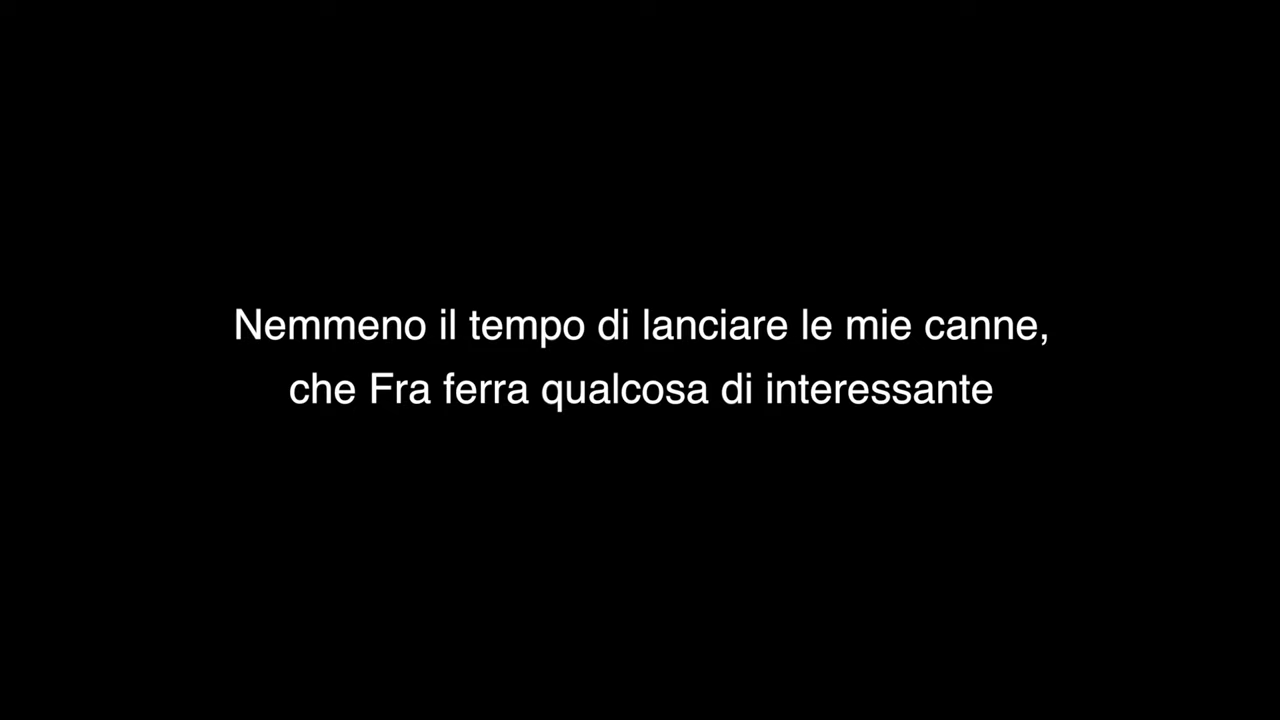 Nemmeno il tempo di lanciare le mie canne,
che Fra ferra qualcosa di interessante